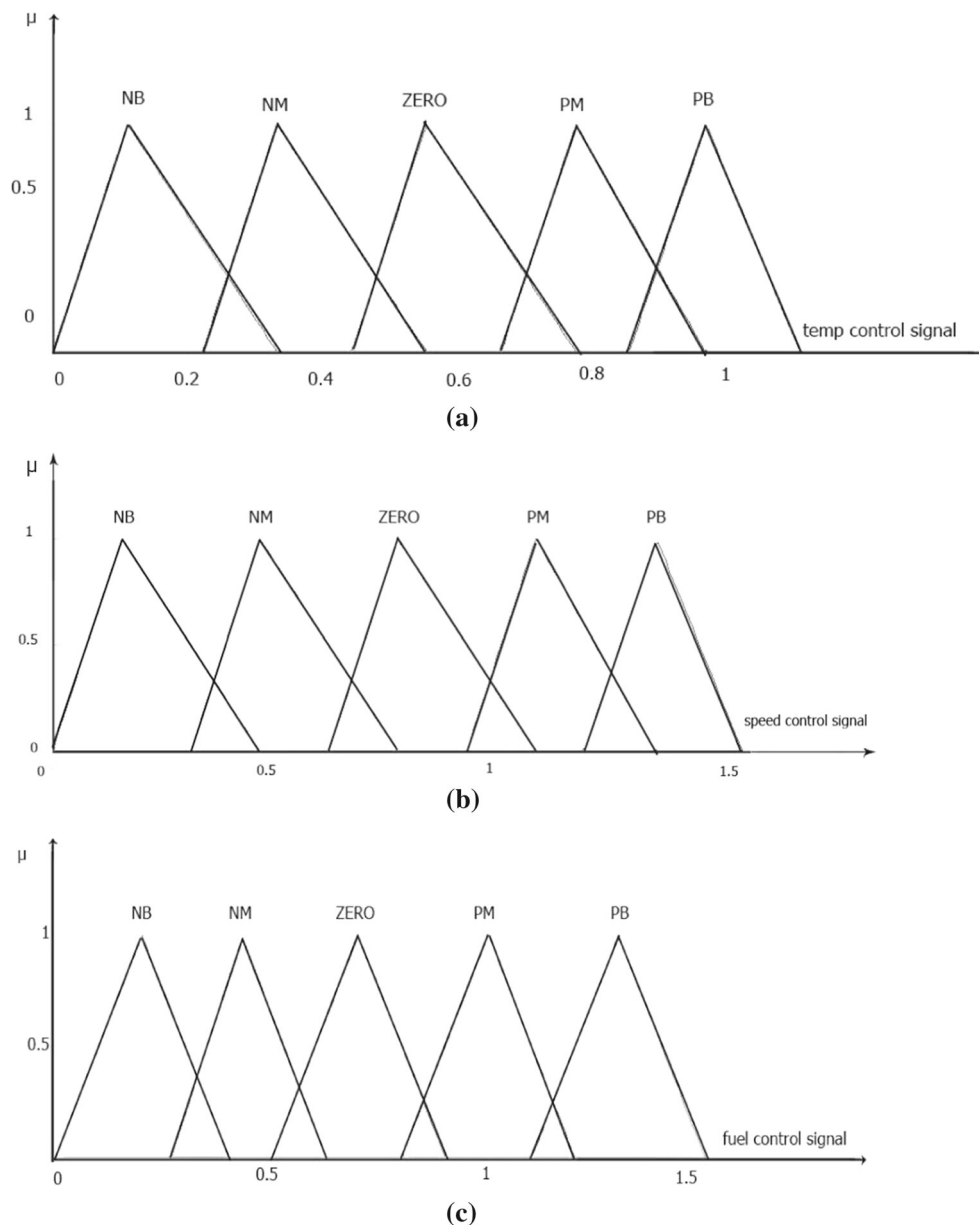 μ
NB NM ZERO PM PB
1
0.5
0
temp control signal
0 0.2 0.4 0.6 0.8 1
(a)
μ
NB NM ZERO PM PB
1
0.5
speed control signal
0
0 0.5 1 1.5
(b)
μ
NB NM ZERO PM PB
1
0.5
fuel control signal
0 0.5 1 1.5
(c)